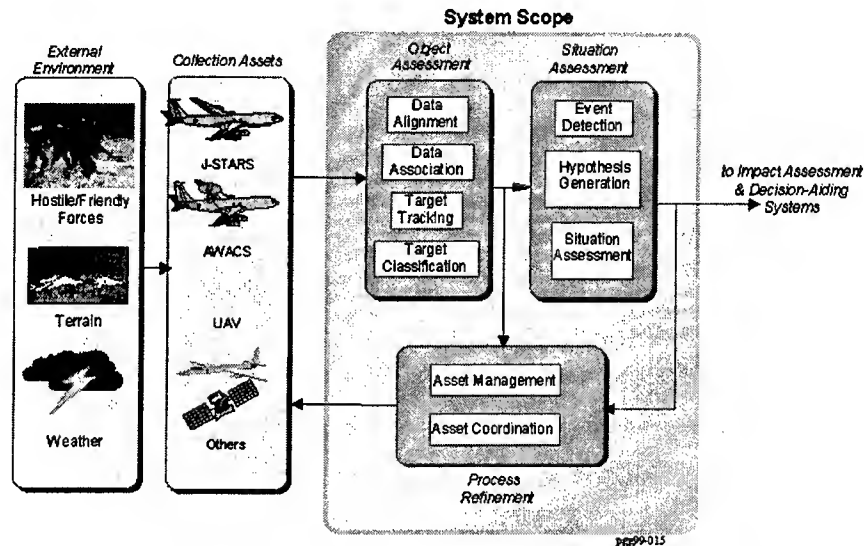 System Scope
External
Environment
Collection Assets
Object
Assessment
Situation
Assessment
Hostile/Friendly
Forces
Terrain
Weather
J-STARS
AWACS
UAV
Others
Data
Alignment
Data
Association
Target
Tracking
Target
Classification
Event
Detection
Hypothesis
Generation
Situation
Assessment
to Impact Assessment
& Decision-Aiding
Systems
Asset Management
Asset Coordination
Process
Refinement
99-015